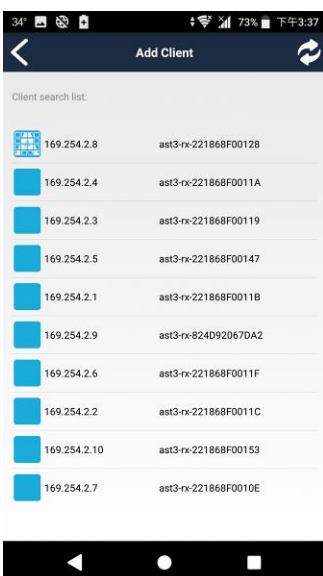 34° 73% 下午3:37
Add Client
Client search list:
169.254.2.8 ast3-rx-221868F00128
169.254.2.4 ast3-rx-221868F0011A
169.254.2.3 ast3-rx-221868F00119
169.254.2.5 ast3-rx-221868F00147
169.254.2.1 ast3-rx-221868F0011B
169.254.2.9 ast3-rx-824D92067DA2
169.254.2.6 ast3-rx-221868F0011F
169.254.2.2 ast3-rx-221868F0011C
169.254.2.10 ast3-rx-221868F00153
169.254.2.7 ast3-rx-221868F0010E